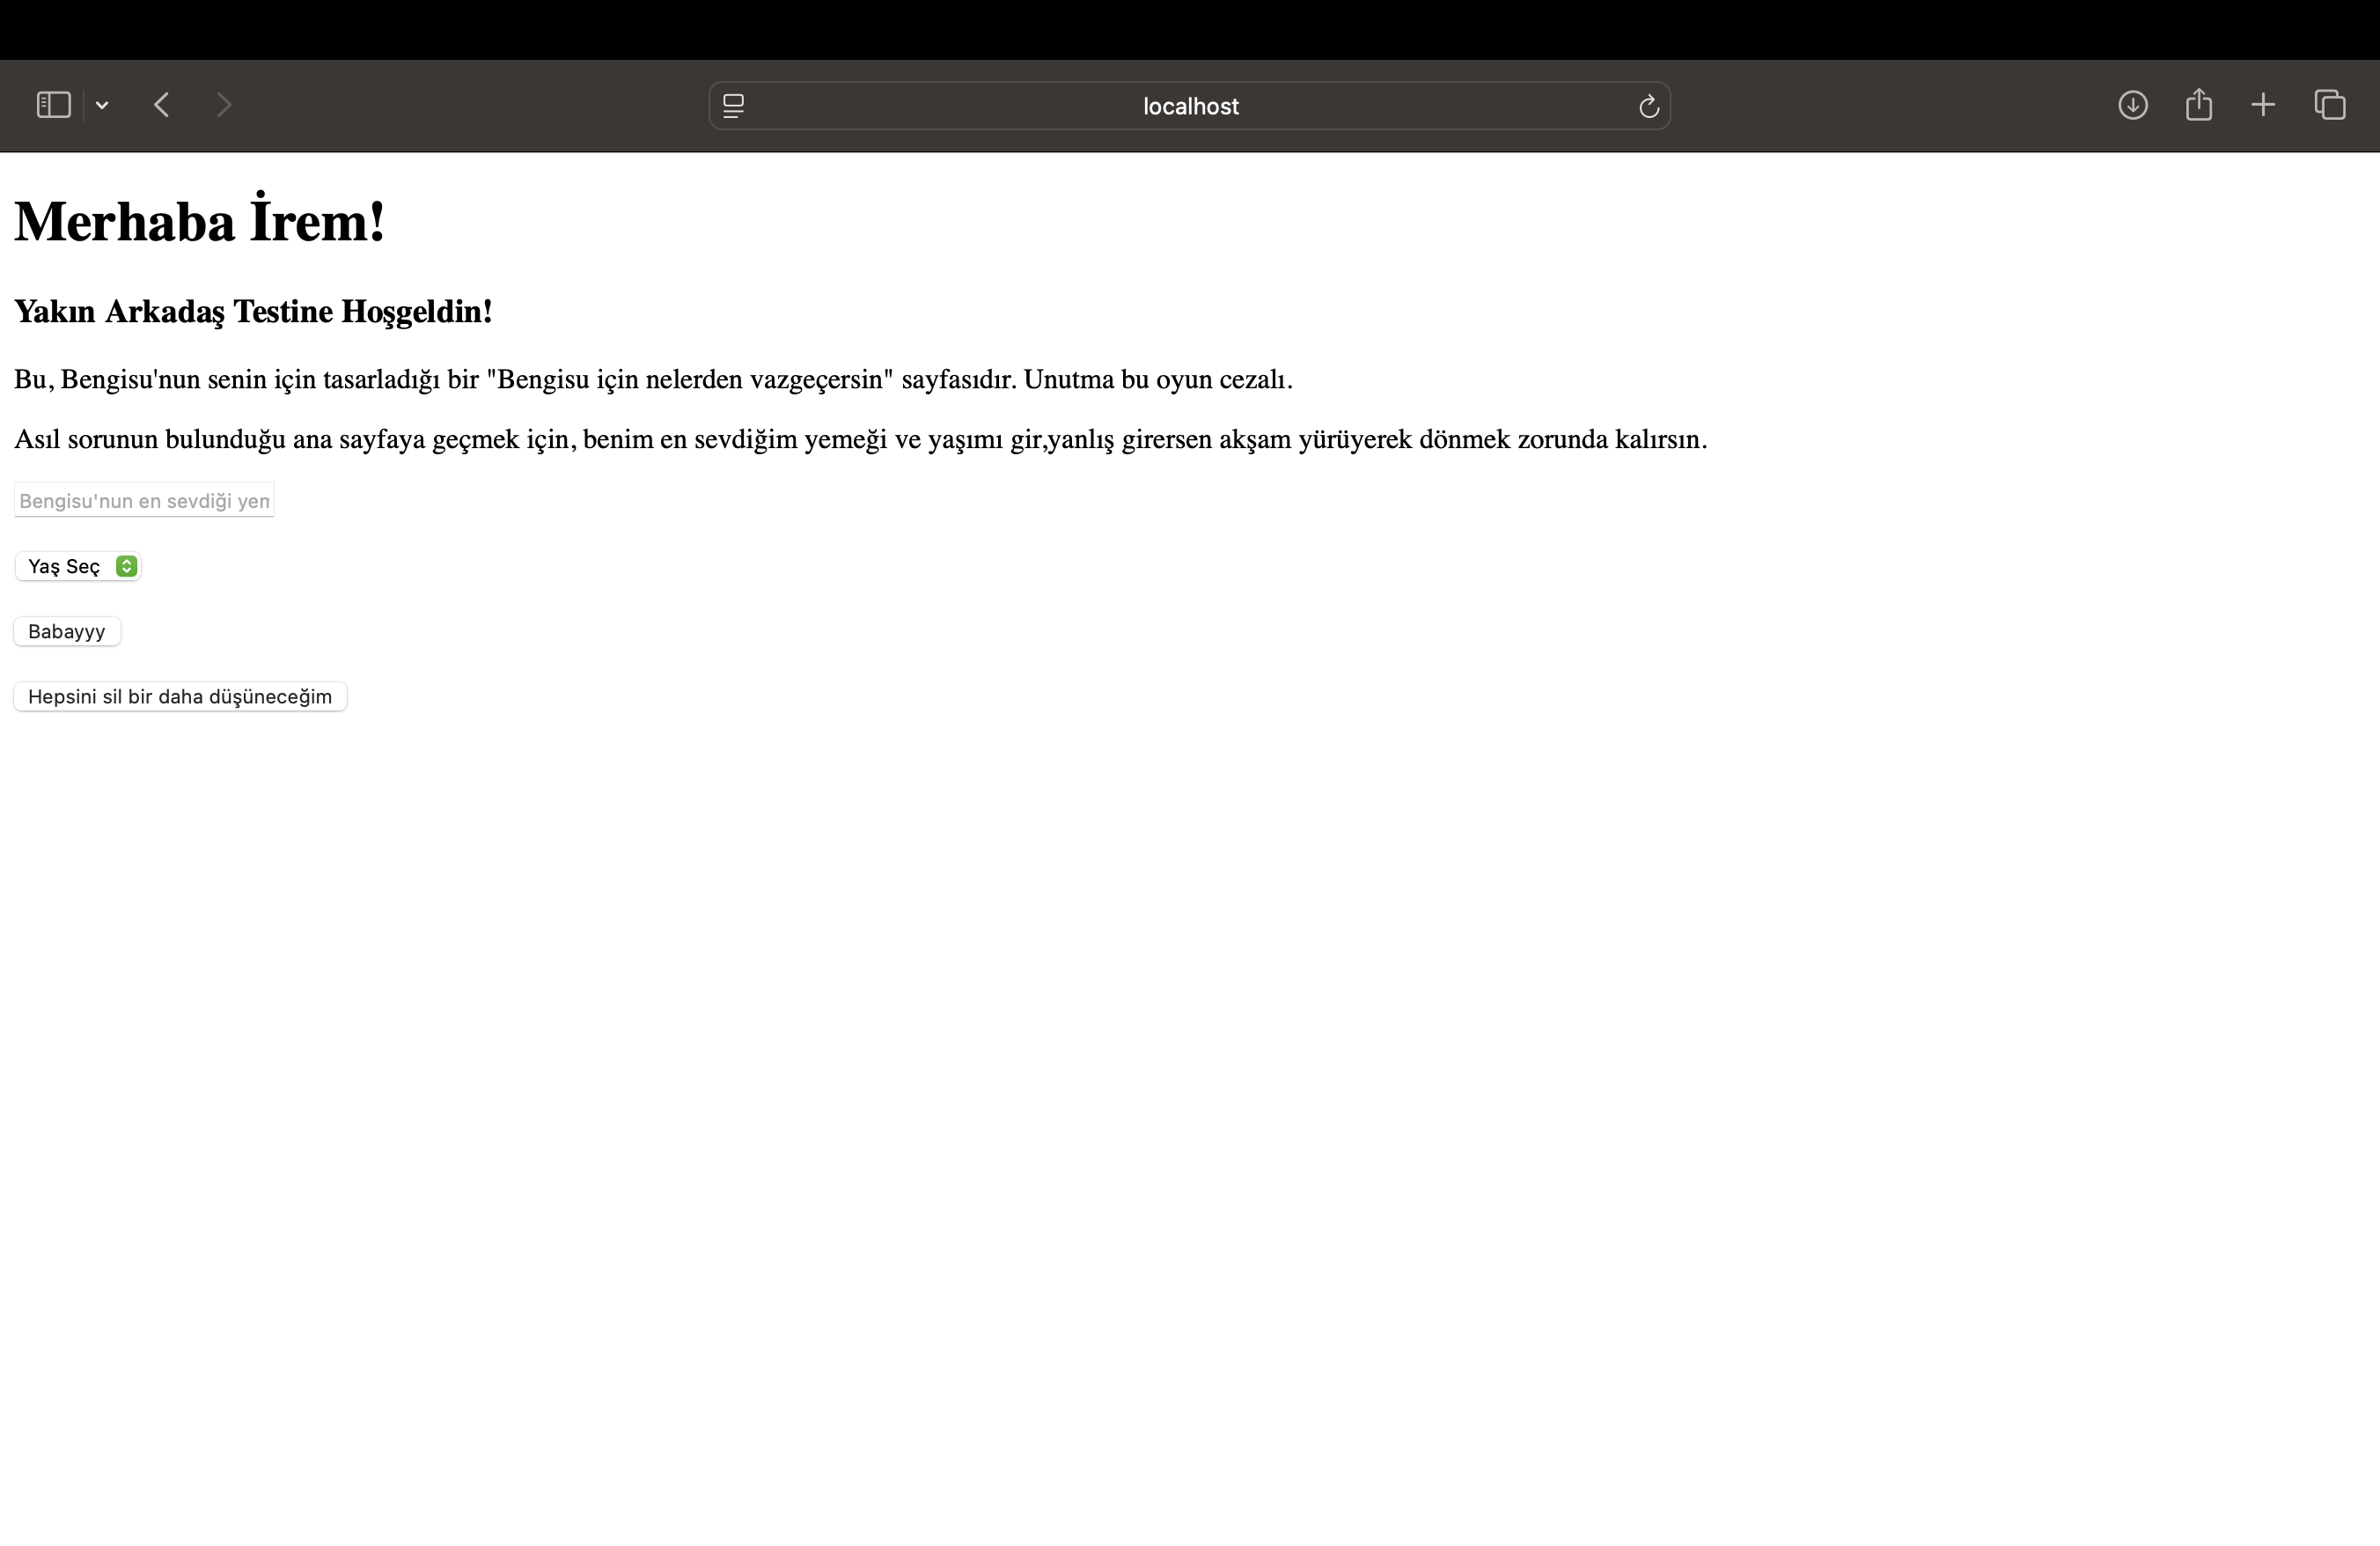 localhost
Merhaba İrem!
Yakın Arkadaş Testine Hoşgeldin!
Bu, Bengisu'nun senin için tasarladığı bir "Bengisu için nelerden vazgeçersin" sayfasıdır. Unutma bu oyun cezalı.
Asıl sorunun bulunduğu ana sayfaya geçmek için, benim en sevdiğim yemeği ve yaşımı gir,yanlış girersen akşam yürüyerek dönmek zorunda kalırsın.
Bengisu'nun en sevdiği
Yaş Seç
Babayyy
Hepsini sil bir daha düşüneceğim